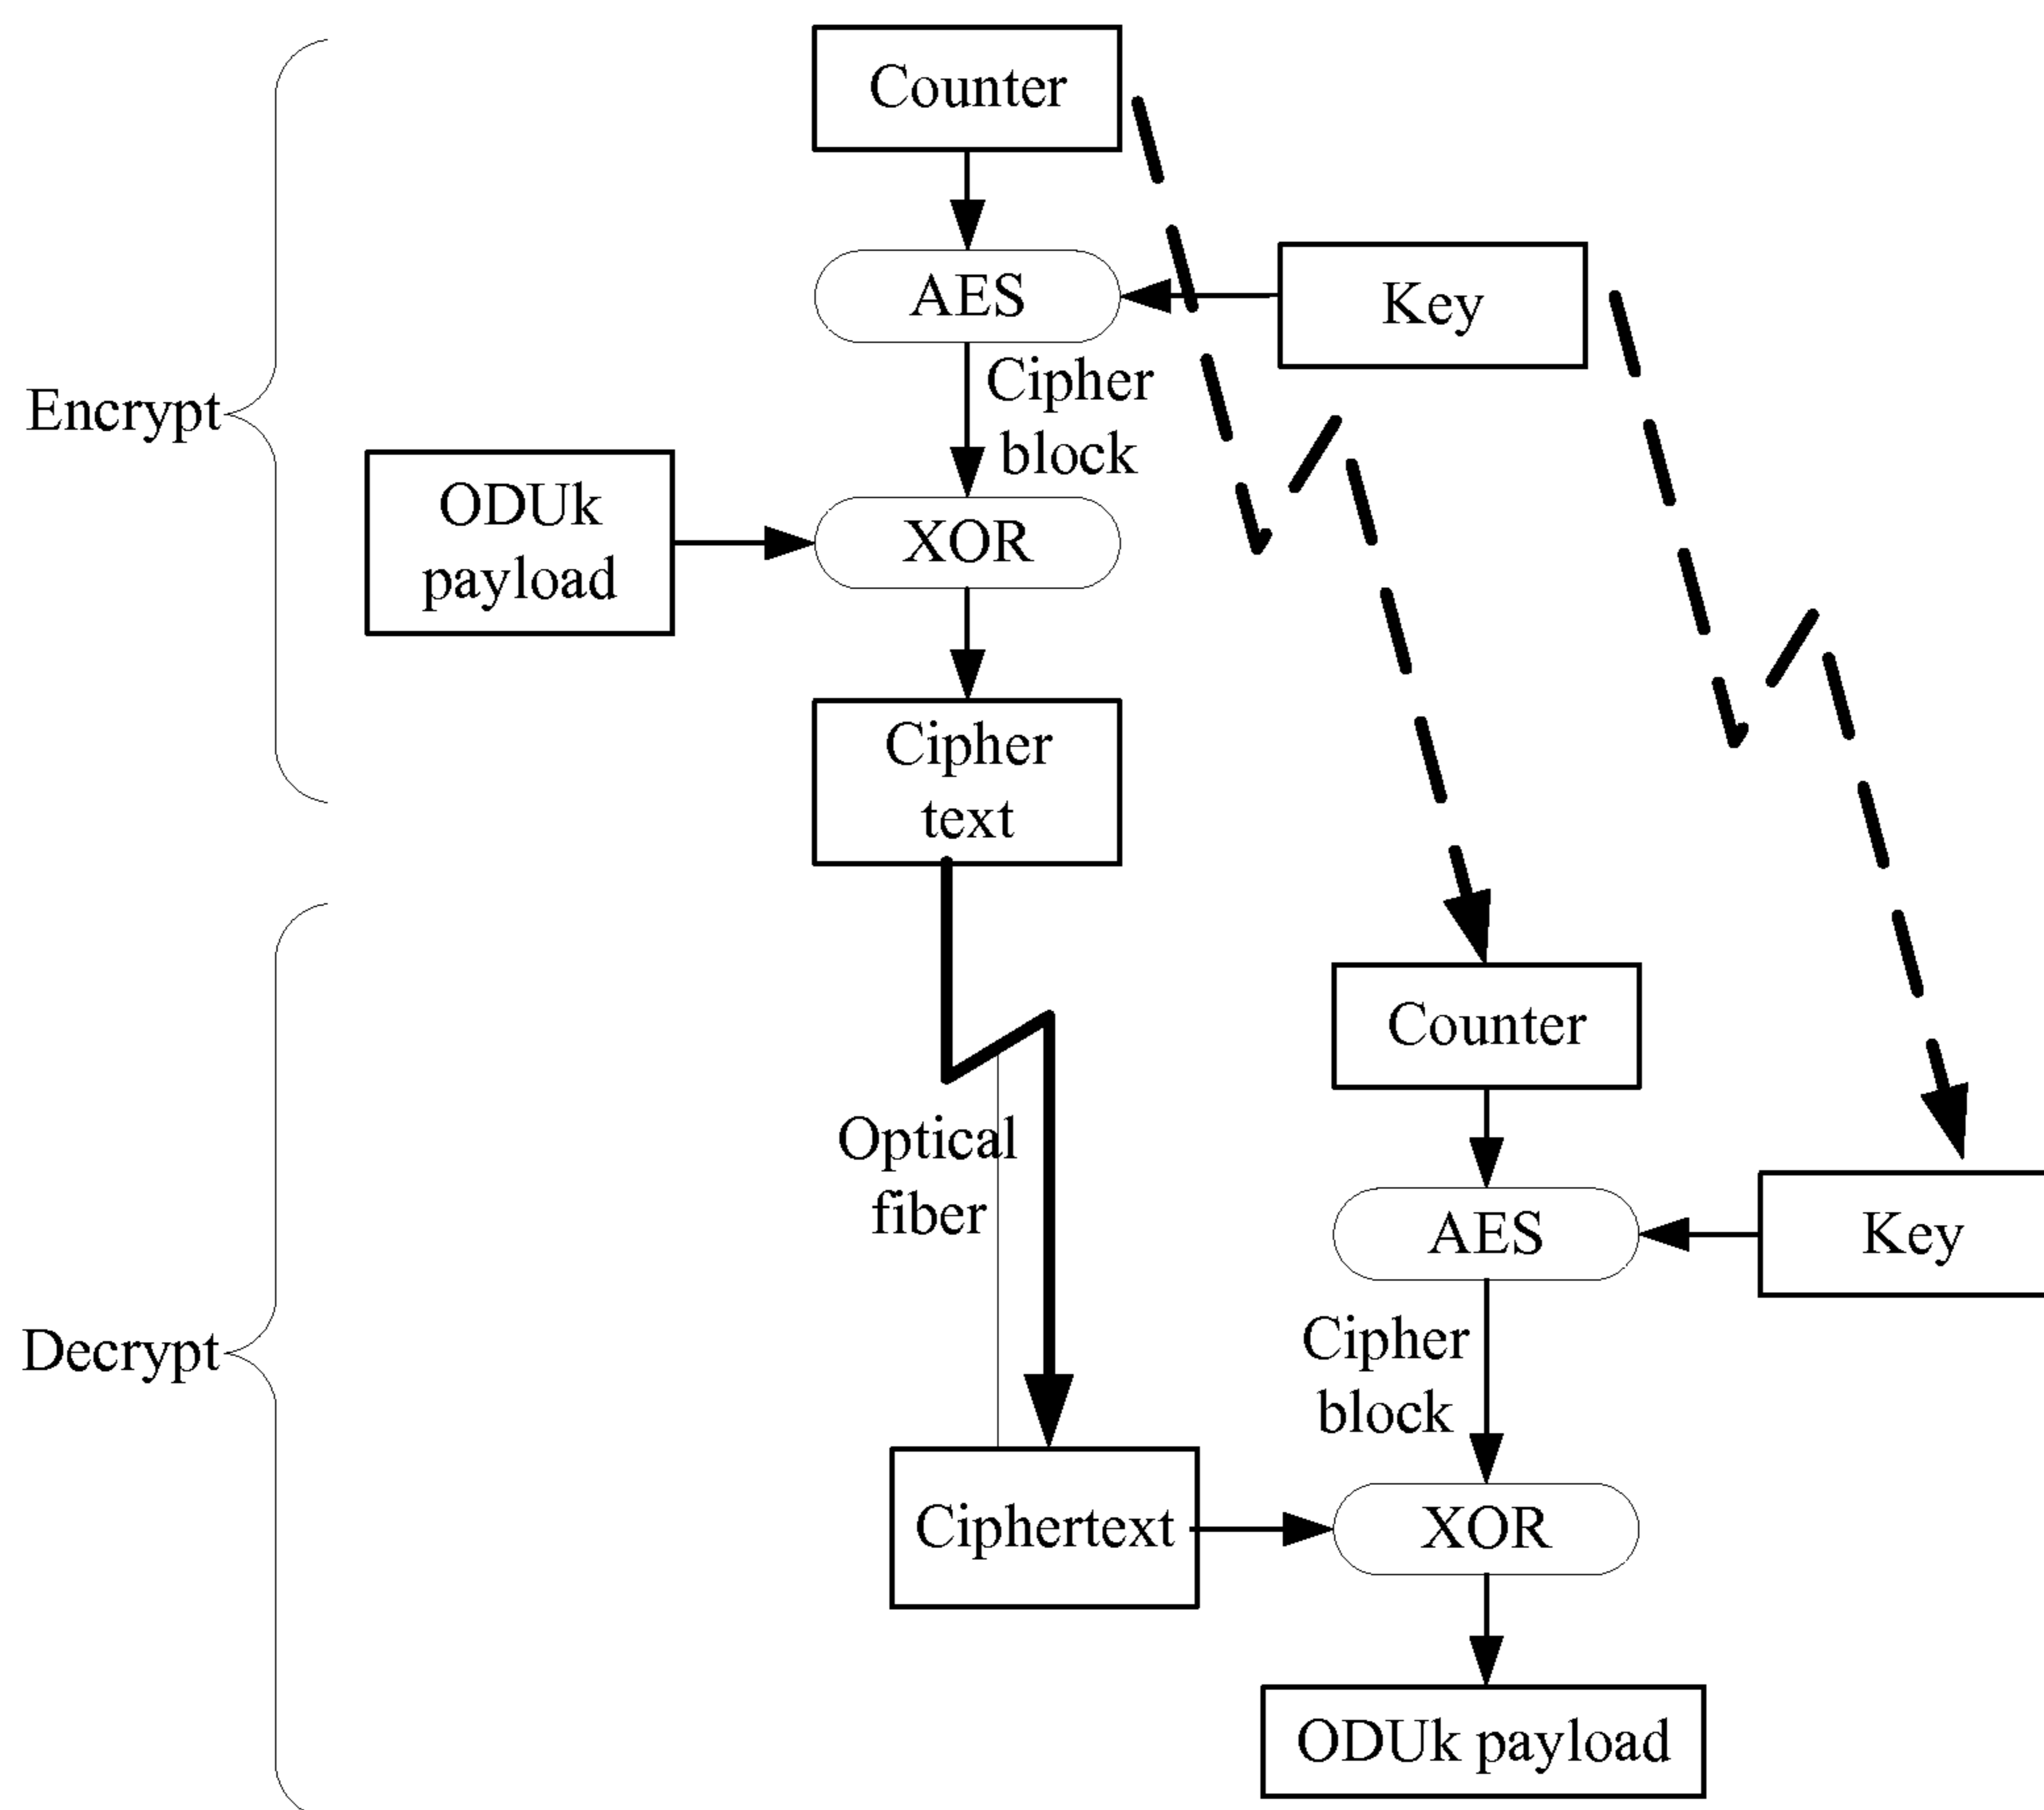 Counter
AES
Key
Cipher
block
Encrypt
ODUk
payload
XOR
Cipher
text
Counter
Optical
fiber
AES
Key
Decrypt
Cipher
block
Ciphertext
XOR
ODUk payload